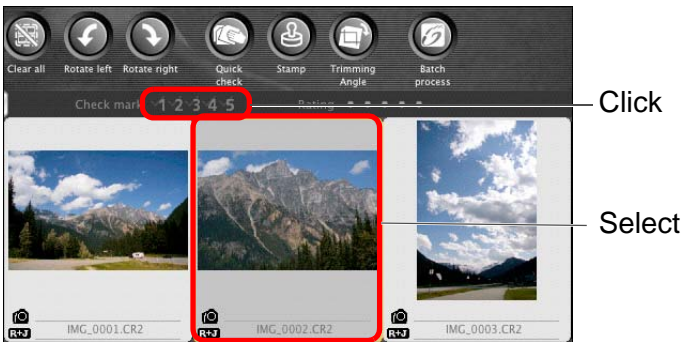 Clear all Rotate left Rotate right Quick check Stamp Trimming Angle Batch process
Check mark 1 2 3 4 5 Rating
Click
Select
R+J IMG_0001.CR2 R+J IMG_0002.CR2 R+J IMG_0003.CR2